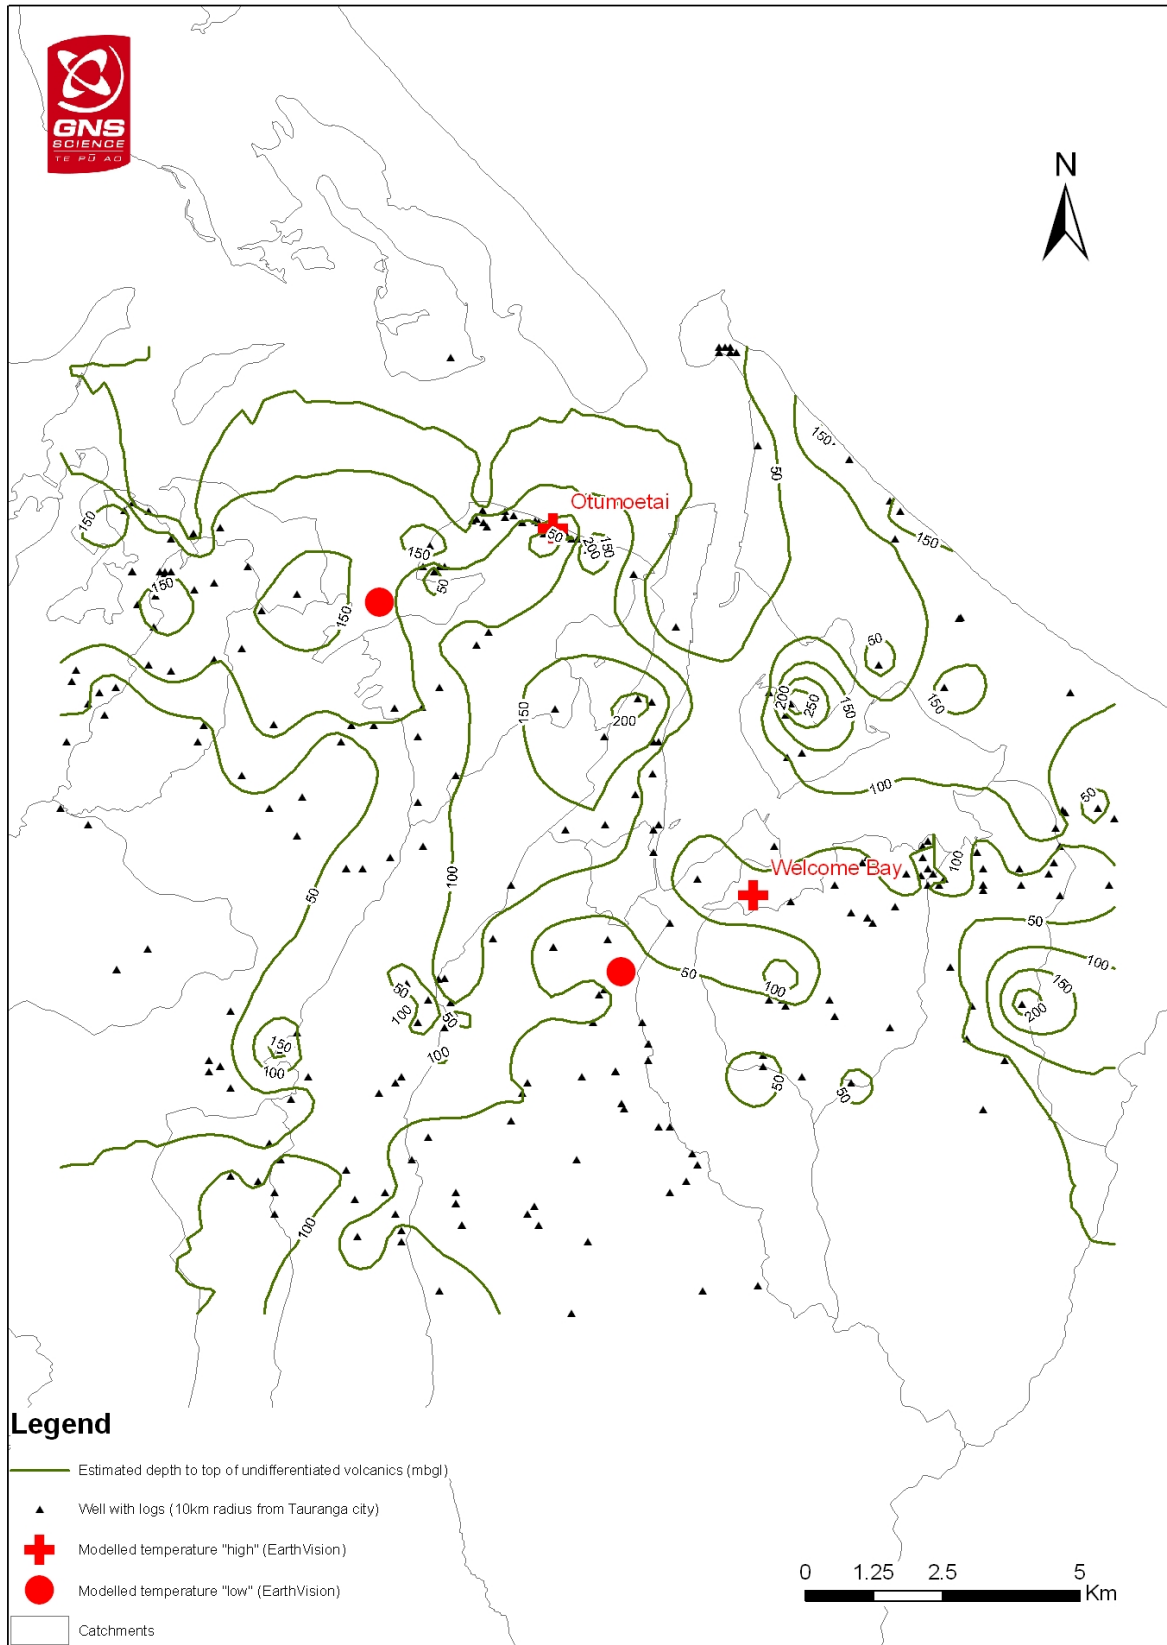 GNS
SCIENCE
TE PŪ AO
N
150
50
150
Otumoetai
150
150
50
200
150
150
50
150
150
50
150
200
200
250
150
150
100
50
100
Welcome Bay
100
50
50
50
100
100
150
200
50
100
50
100
150
100
50
50
100
Legend
Estimated depth to top of undifferentiated volcanics (mbgl)
Well with logs (10km radius from Tauranga city)
Modelled temperature "high" (EarthVision)
Modelled temperature "low" (EarthVision)
Catchments
0 1.25 2.5 5
Km